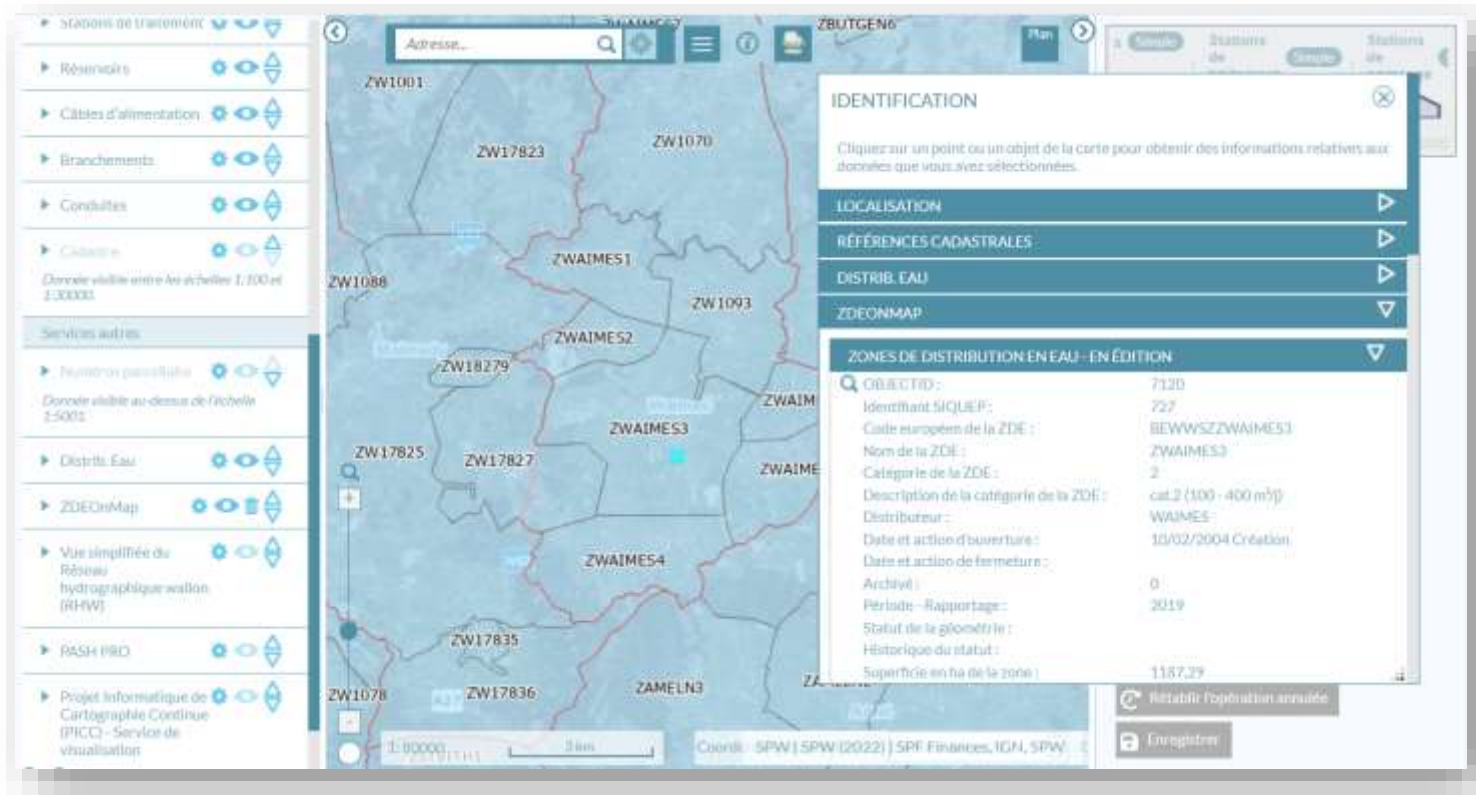 Stations de traitement
Réservoirs
Câbles d'alimentation
Branchements
Conduites
Cadastre
Donnée visible entre les échelles 1:100 et
1:30000.
Services autres
Numéros parcellaire
Donnée visible au-dessus de l'échelle
1:5001.
Distrib. Eau
ZDEOnMap
Vue simplifiée du
Réseau
hydrographique wallon
(RHW)
PASH PRO
Projet Informatique de
Cartographie Continue
(PICC) - Service de
visualisation
Adresse...
Plan
ZBUTGEN6
ZW1001
ZW17823
ZW1070
ZWAIMES1
ZW1088
ZW1093
ZWAIMES2
ZW18279
ZWAIM
ZWAIMES3
ZW17825
ZW17827
ZWAIME
ZWAIMES4
ZW17835
ZW1078
ZW17836
ZAMELN3
1: 80000
2 km
Coord. SPW | SPW (2022) | SPF Finances, IGN, SPW
Simple
Stations
de
Simple
Stations
de
IDENTIFICATION
Cliquez sur un point ou un objet de la carte pour obtenir des informations relatives aux
données que vous avez sélectionnées.
LOCALISATION
RÉFÉRENCES CADASTRALES
DISTRIB. EAU
ZDEONMAP
ZONES DE DISTRIBUTION EN EAU - EN ÉDITION
OBJECTID : 7120
Identifiant SIQUEP : 727
Code européen de la ZDE : BEWWSZZWAIMES3
Nom de la ZDE : ZWAIMES3
Catégorie de la ZDE : 2
Description de la catégorie de la ZDE : cat.2 (100 - 400 m³/j)
Distributeur : WAIMES
Date et action d'ouverture : 10/02/2004 Création
Date et action de fermeture :
Archivé : 0
Période - Rapportage : 2019
Statut de la géométrie :
Historique du statut :
Superficie en ha de la zone : 1187,29
Rétablir l'opération annulée
Enregistrer